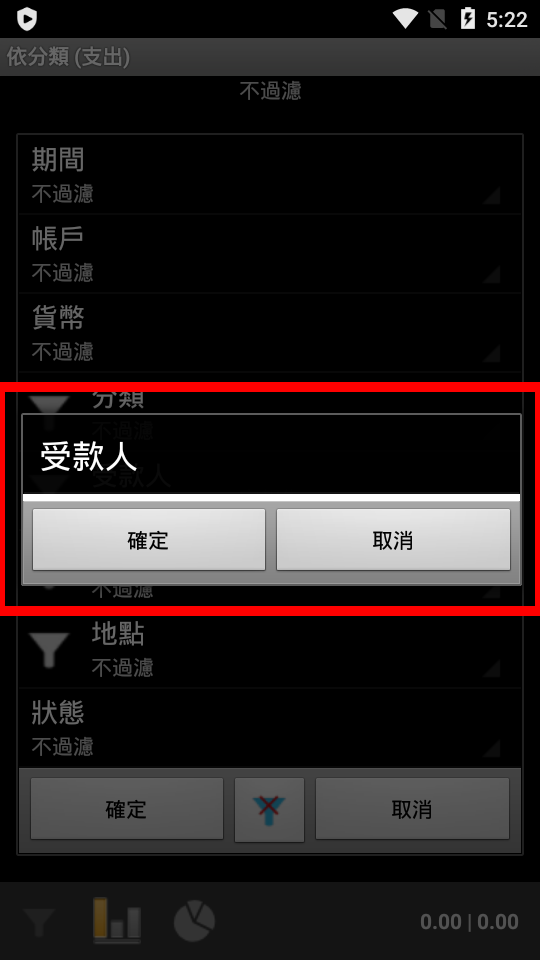 5:22
依分類 (支出)
不過濾
期間
不過濾
帳戶
不過濾
貨幣
不過濾
分類
不過濾
受款人
受款人
確定 取消
不過濾
地點
不過濾
狀態
不過濾
確定 取消
0.00 | 0.00